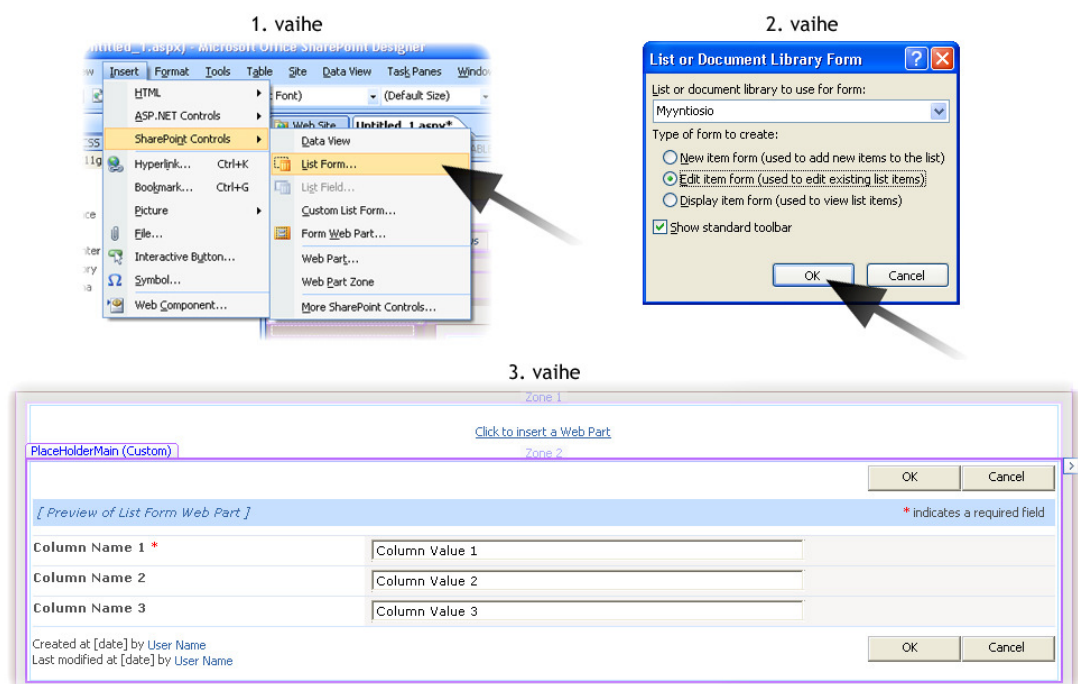 1. vaihe
2. vaihe
Untitled_1.aspx) - Microsoft Office SharePoint Designer
Insert Format Tools Table Site Data View Task Panes Window
Font) (Default Size)
Web Site Untitled_1.aspx*
HTML
ASP.NET Controls
SharePoint Controls
Hyperlink... Ctrl+K
Bookmark... Ctrl+G
Picture
File...
Interactive Button...
Symbol...
Web Component...
Data View
List Form...
List Field...
Custom List Form...
Form Web Part...
Web Part...
Web Part Zone
More SharePoint Controls...
List or Document Library Form
List or document library to use for form:
Myyntiosio
Type of form to create:
New item form (used to add new items to the list)
Edit item form (used to edit existing list items)
Display item form (used to view list items)
Show standard toolbar
OK Cancel
3. vaihe
Zone 1
Click to insert a Web Part
PlaceHolderMain (Custom)
Zone 2
OK Cancel
[ Preview of List Form Web Part ] * indicates a required field
Column Name 1 * Column Value 1
Column Name 2 Column Value 2
Column Name 3 Column Value 3
Created at [date] by User Name
Last modified at [date] by User Name
OK Cancel